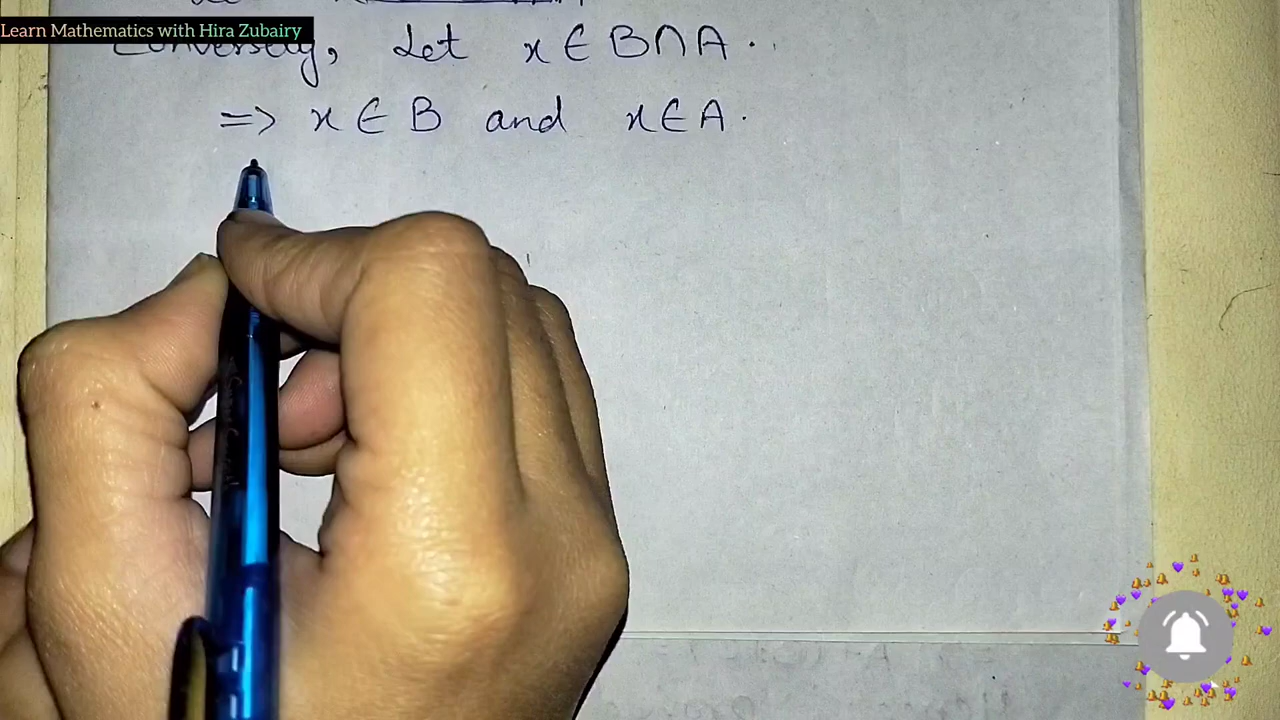 Learn Mathematics with Hira Zubairy
Conversely, Let x ∈ B∩A.
=> x ∈ B and x ∈ A.